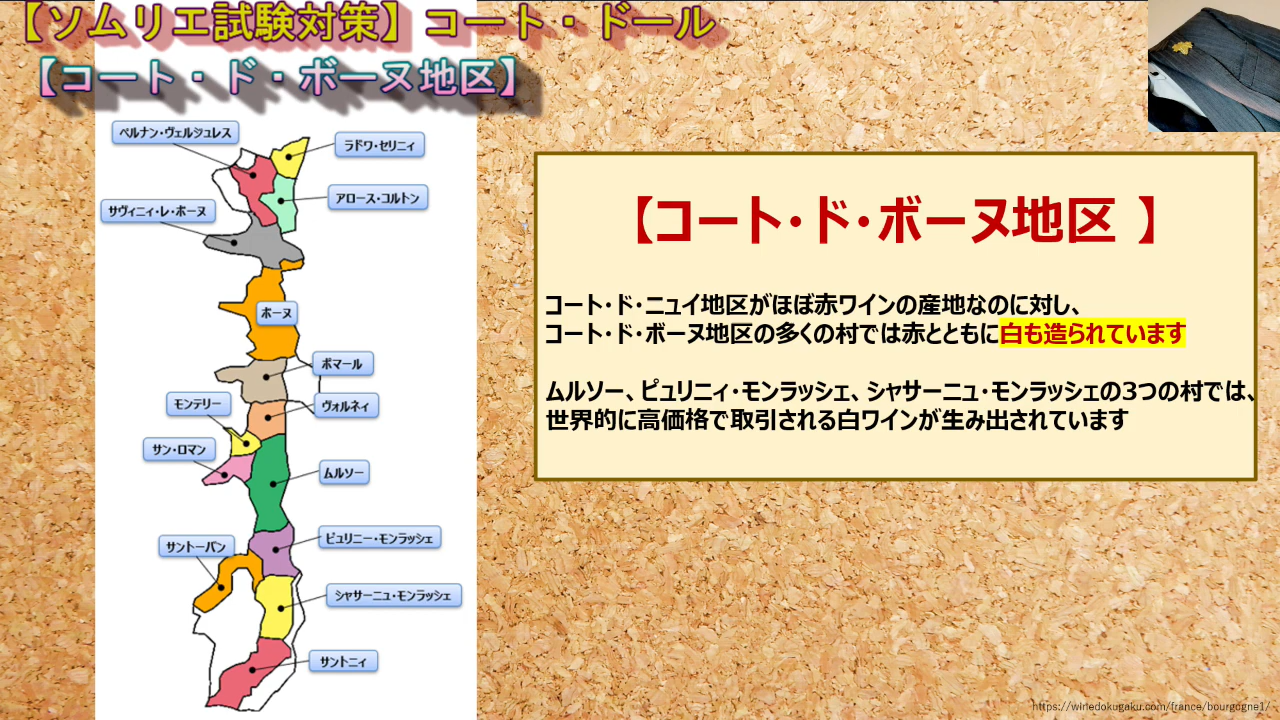 【ソムリエ試験対策】コート・ドール
【コート・ド・ボーヌ地区】
ペルナン・ヴェルジュレス
ラドワ・セリニィ
アロース・コルトン
サヴィニィ・レ・ボーヌ
ボーヌ
ポマール
モンテリー
ヴォルネィ
サン・ロマン
ムルソー
ピュリニー・モンラッシェ
サントーバン
シャサーニュ・モンラッシェ
サントニィ
【コート・ド・ボーヌ地区 】
コート・ド・ニュイ地区がほぼ赤ワインの産地なのに対し、
コート・ド・ボーヌ地区の多くの村では赤とともに白も造られています
ムルソー、ピュリニィ・モンラッシェ、シャサーニュ・モンラッシェの3つの村では、
世界的に高価格で取引される白ワインが生み出されています
https://winedokugaku.com/france/bourgogne1/